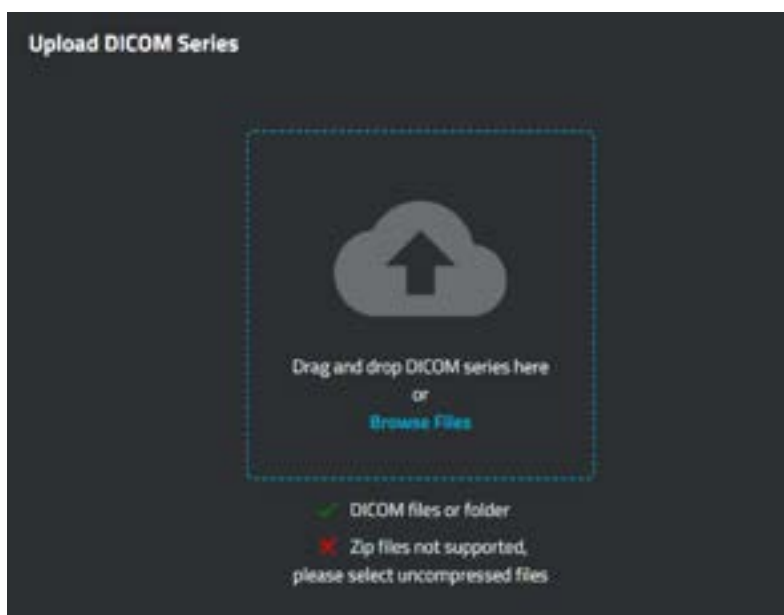 Upload DICOM Series
Drag and drop DICOM series here
or
Browse Files
DICOM files or folder
Zip files not supported,
please select uncompressed files